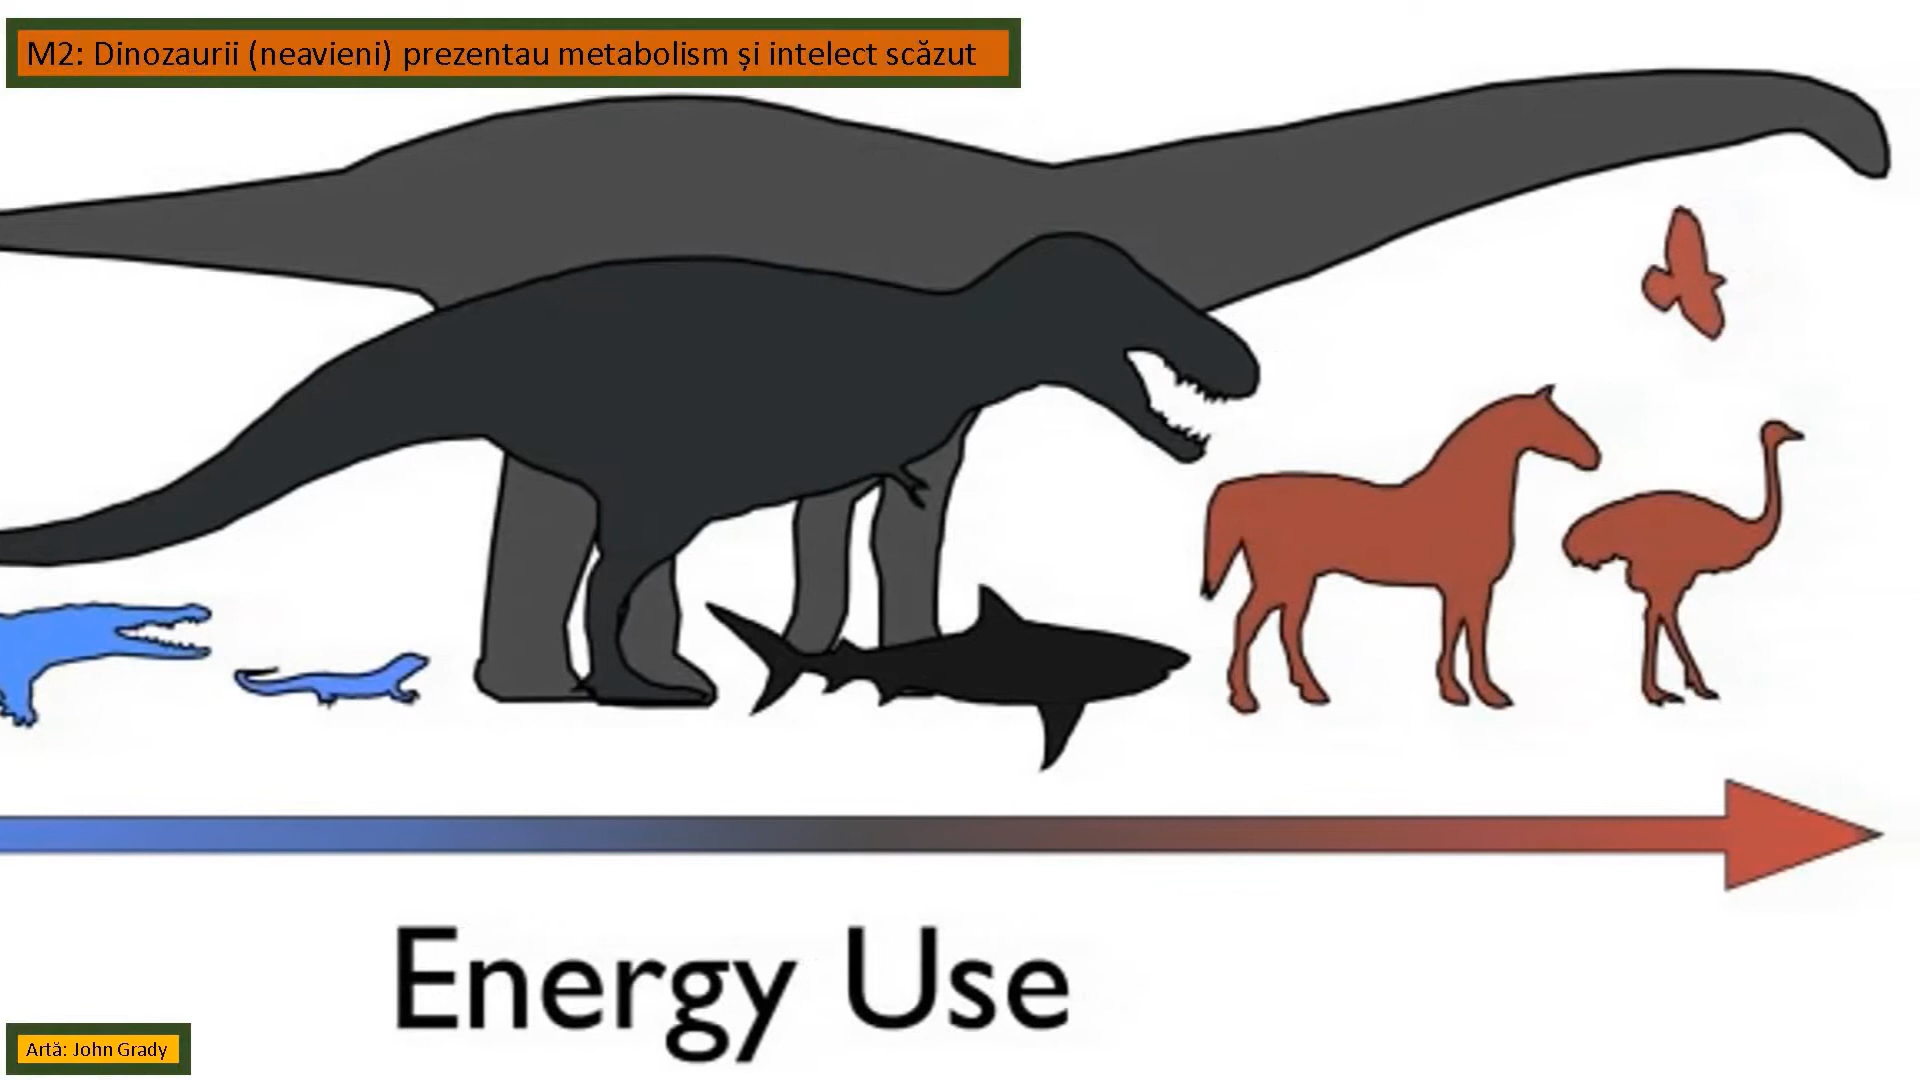 M2: Dinozaurii (neavieni) prezentau metabolism și intelect scăzut
Energy Use
Artă: John Grady